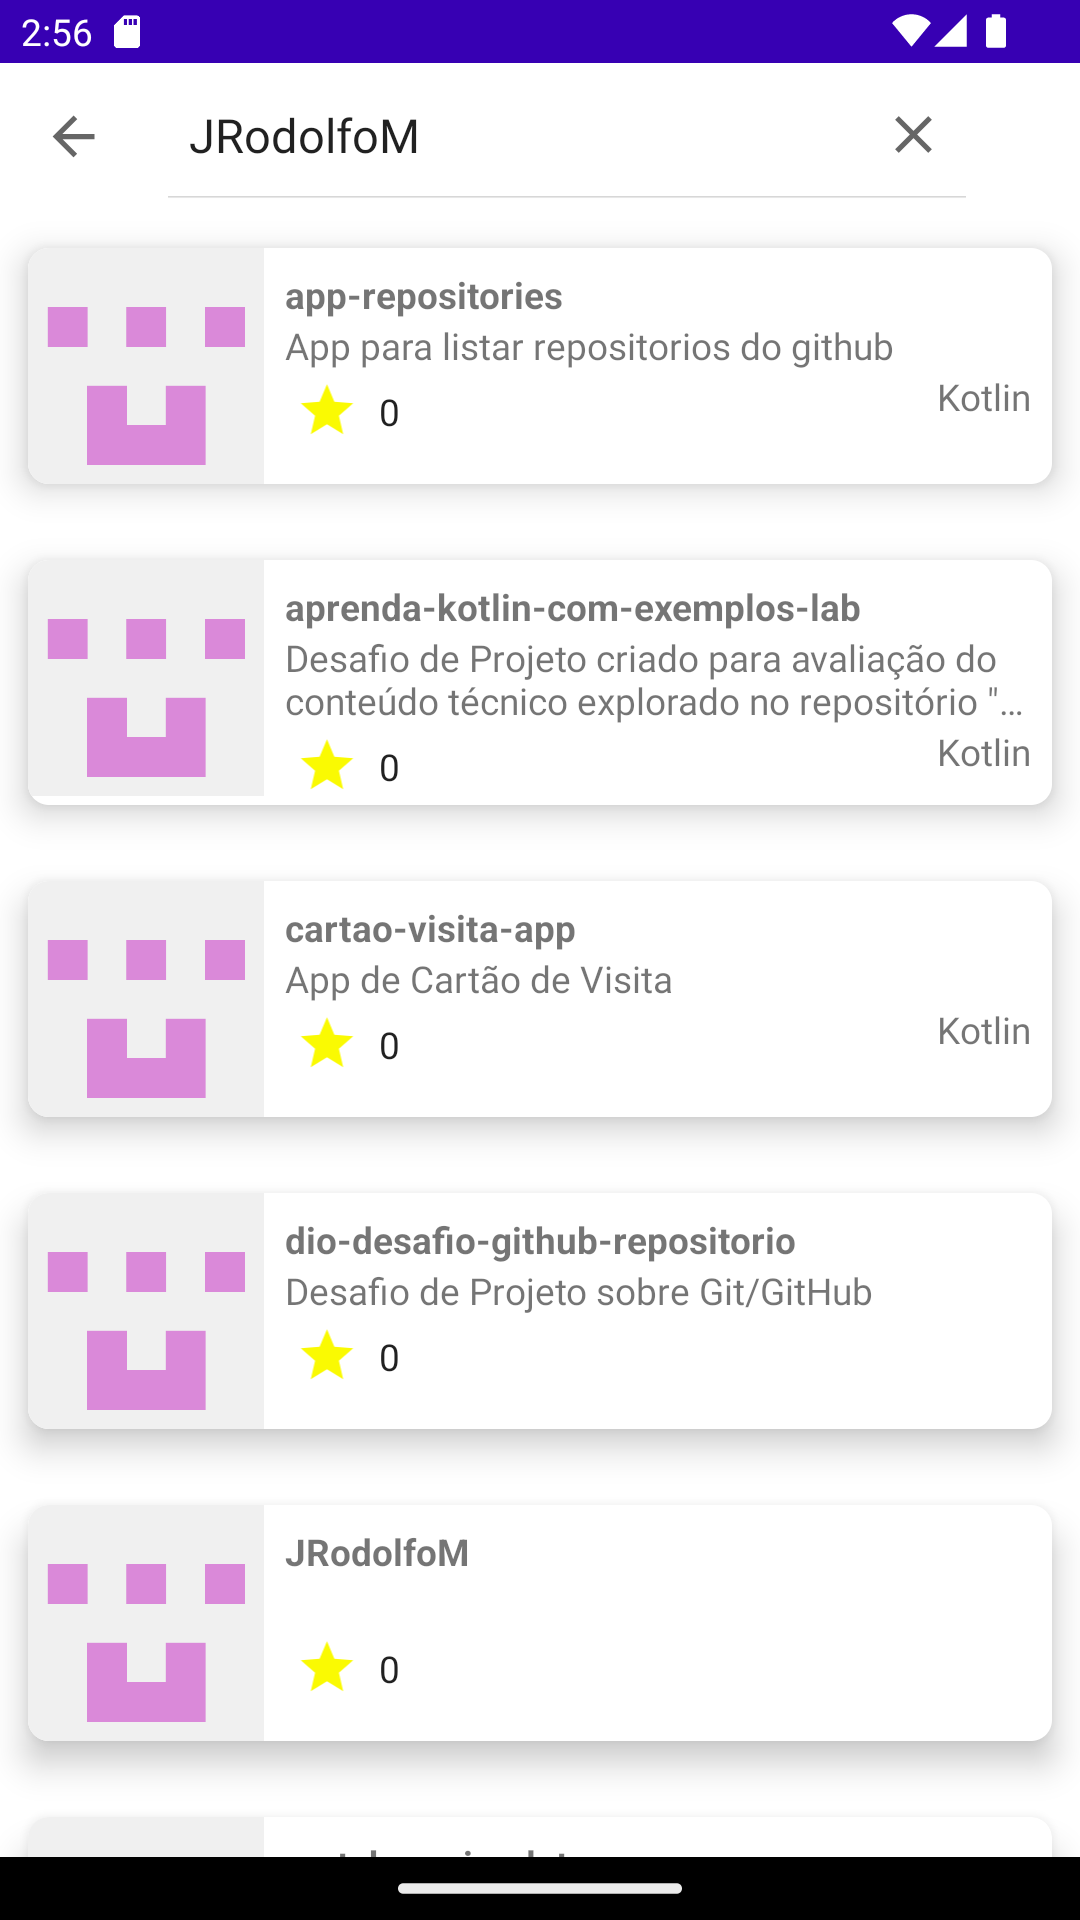 2:56
JRodolfoM
app-repositories
App para listar repositorios do github
0
Kotlin
aprenda-kotlin-com-exemplos-lab
Desafio de Projeto criado para avaliação do
conteúdo técnico explorado no repositório "...
0
Kotlin
cartao-visita-app
App de Cartão de Visita
0
Kotlin
dio-desafio-github-repositorio
Desafio de Projeto sobre Git/GitHub
0
JRodolfoM
0